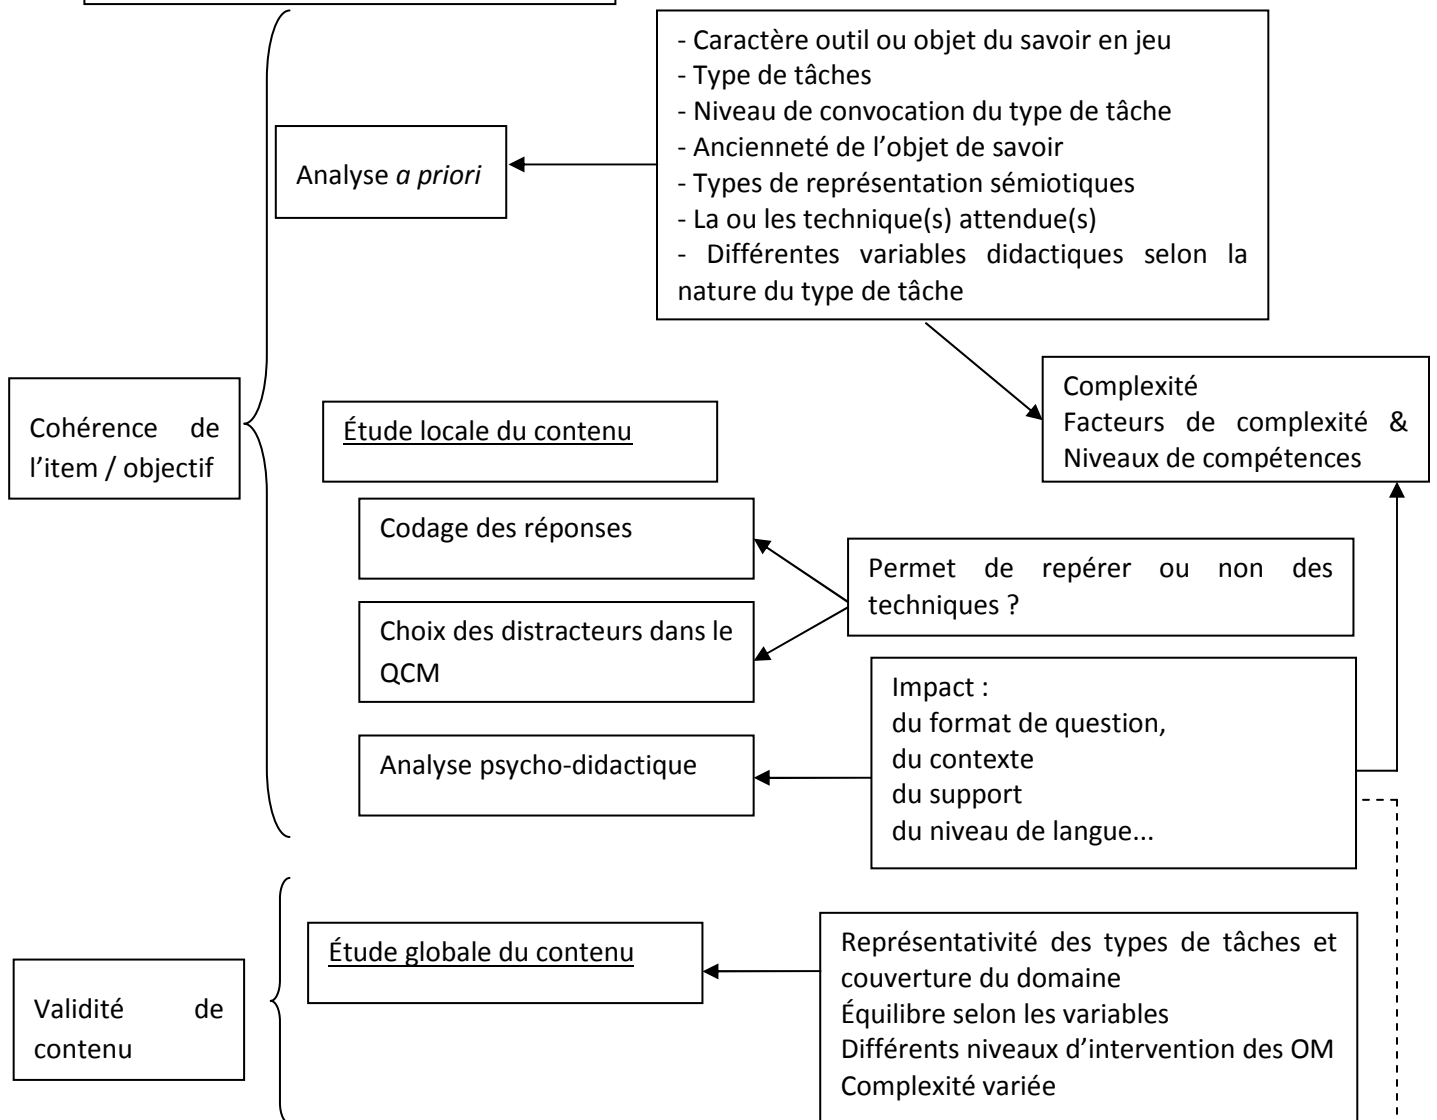 - Caractère outil ou objet du savoir en jeu
- Type de tâches
- Niveau de convocation du type de tâche
- Ancienneté de l'objet de savoir
- Types de représentation sémiotiques
- La ou les technique(s) attendue(s)
- Différentes variables didactiques selon la
nature du type de tâche
Analyse a priori
Complexité
Facteurs de complexité &
Niveaux de compétences
Cohérence de
l'item / objectif
Étude locale du contenu
Codage des réponses
Permet de repérer ou non des
techniques ?
Choix des distracteurs dans le
QCM
Impact :
du format de question,
du contexte
du support
du niveau de langue...
Analyse psycho-didactique
Étude globale du contenu
Représentativité des types de tâches et
couverture du domaine
Équilibre selon les variables
Différents niveaux d'intervention des OM
Complexité variée
Validité de
contenu